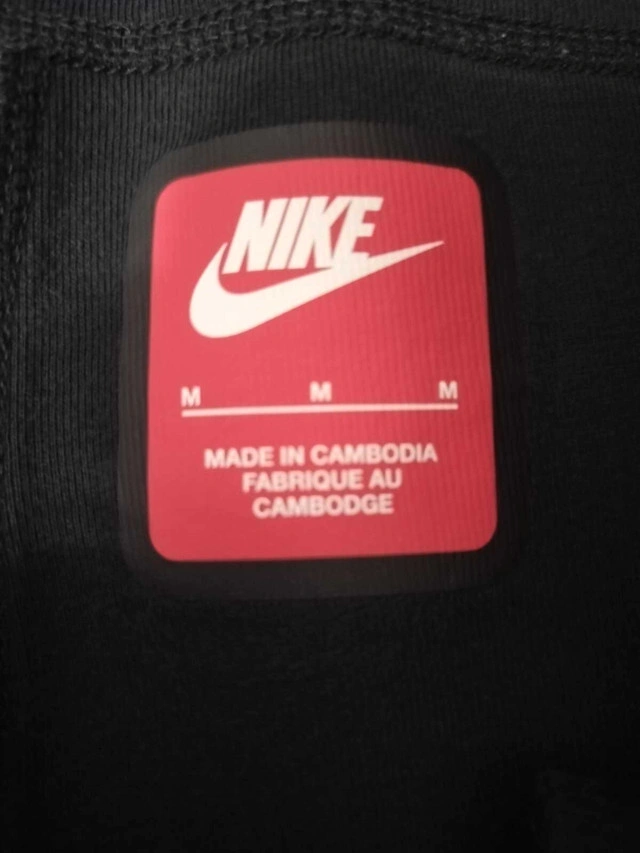 NIKE
M M M
MADE IN CAMBODIA
FABRIQUE AU
CAMBODGE